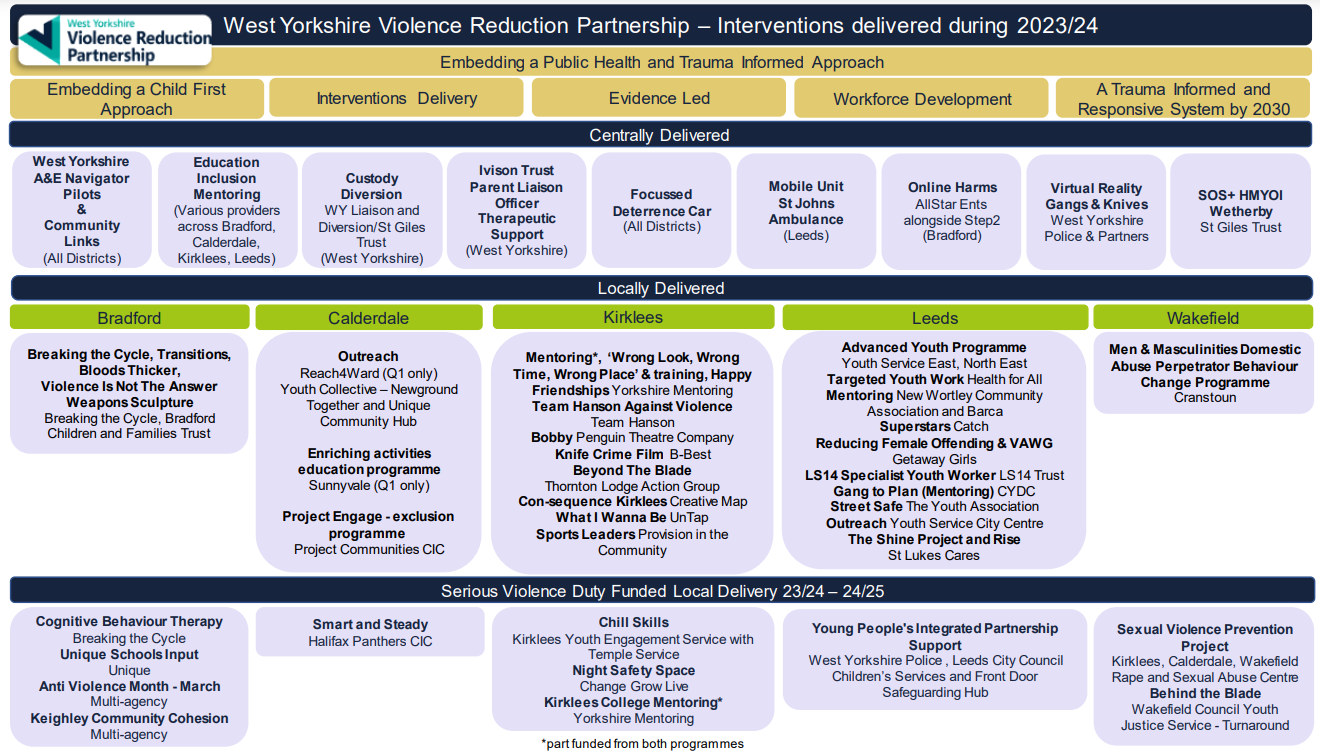 West Yorkshire
Violence Reduction
Partnership
West Yorkshire Violence Reduction Partnership – Interventions delivered during 2023/24
Embedding a Public Health and Trauma Informed Approach
Embedding a Child First
Approach
Interventions Delivery
Evidence Led
Workforce Development
A Trauma Informed and
Responsive System by 2030
Centrally Delivered
West Yorkshire
A&E Navigator
Pilots
&
Community
Links
(All Districts)
Education
Inclusion
Mentoring
(Various providers
across Bradford,
Calderdale,
Kirklees, Leeds)
Custody
Diversion
WY Liaison and
Diversion/St Giles
Trust
(West Yorkshire)
Ivison Trust
Parent Liaison
Officer
Therapeutic
Support
(West Yorkshire)
Focussed
Deterrence Car
(All Districts)
Mobile Unit
St Johns
Ambulance
(Leeds)
Online Harms
AllStar Ents
alongside Step2
(Bradford)
Virtual Reality
Gangs & Knives
West Yorkshire
Police & Partners
SOS+ HMYOI
Wetherby
St Giles Trust
Locally Delivered
Bradford
Calderdale
Kirklees
Leeds
Wakefield
Breaking the Cycle, Transitions,
Bloods Thicker,
Violence Is Not The Answer
Weapons Sculpture
Breaking the Cycle, Bradford
Children and Families Trust
Outreach
Reach4Ward (Q1 only)
Youth Collective – Newground
Together and Unique
Community Hub
Enriching activities
education programme
Sunnyvale (Q1 only)
Project Engage - exclusion
programme
Project Communities CIC
Mentoring*, ‘Wrong Look, Wrong
Time, Wrong Place’ & training, Happy
Friendships Yorkshire Mentoring
Team Hanson Against Violence
Team Hanson
Bobby Penguin Theatre Company
Knife Crime Film B-Best
Beyond The Blade
Thornton Lodge Action Group
Con-sequence Kirklees Creative Map
What I Wanna Be UnTap
Sports Leaders Provision in the
Community
Advanced Youth Programme
Youth Service East, North East
Targeted Youth Work Health for All
Mentoring New Wortley Community
Association and Barca
Superstars Catch
Reducing Female Offending & VAWG
Getaway Girls
LS14 Specialist Youth Worker LS14 Trust
Gang to Plan (Mentoring) CYDC
Street Safe The Youth Association
Outreach Youth Service City Centre
The Shine Project and Rise
St Lukes Cares
Men & Masculinities Domestic
Abuse Perpetrator Behaviour
Change Programme
Cranstoun
Serious Violence Duty Funded Local Delivery 23/24 – 24/25
Cognitive Behaviour Therapy
Breaking the Cycle
Unique Schools Input
Unique
Anti Violence Month - March
Multi-agency
Keighley Community Cohesion
Multi-agency
Smart and Steady
Halifax Panthers CIC
Chill Skills
Kirklees Youth Engagement Service with
Temple Service
Night Safety Space
Change Grow Live
Kirklees College Mentoring*
Yorkshire Mentoring
Young People's Integrated Partnership
Support
West Yorkshire Police , Leeds City Council
Children’s Services and Front Door
Safeguarding Hub
Sexual Violence Prevention
Project
Kirklees, Calderdale, Wakefield
Rape and Sexual Abuse Centre
Behind the Blade
Wakefield Council Youth
Justice Service - Turnaround
*part funded from both programmes